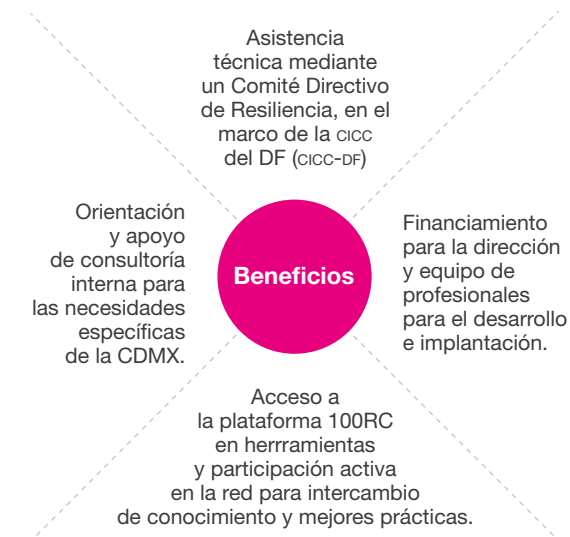 Asistencia
técnica mediante
un Comité Directivo
de Resiliencia, en el
marco de la CICC
del DF (CICC-DF)
Orientación
y apoyo
de consultoría
interna para
las necesidades
específicas
de la CDMX.
Beneficios
Financiamiento
para la dirección
y equipo de
profesionales
para el desarrollo
e implantación.
Acceso a
la plataforma 100RC
en herrramientas
y participación activa
en la red para intercambio
de conocimiento y mejores prácticas.